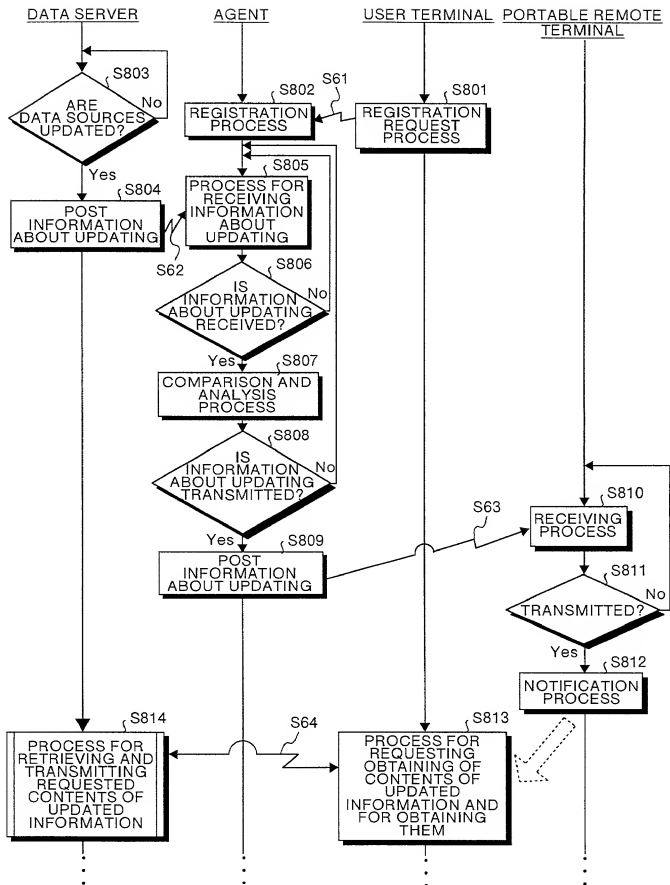 DATA SERVER
AGENT
USER TERMINAL
PORTABLE REMOTE
TERMINAL
S803
ARE
DATA SOURCES
UPDATED?
No
Yes
S804
POST
INFORMATION
ABOUT UPDATING
S802
REGISTRATION
PROCESS
S61
S801
REGISTRATION
REQUEST
PROCESS
S805
PROCESS FOR
RECEIVING
INFORMATION
ABOUT
UPDATING
S62
S806
IS
INFORMATION
ABOUT UPDATING
RECEIVED?
No
Yes
S807
COMPARISON AND
ANALYSIS
PROCESS
S808
IS
INFORMATION
ABOUT UPDATING
TRANSMITTED?
No
Yes
S809
POST
INFORMATION
ABOUT UPDATING
S63
S810
RECEIVING
PROCESS
S811
TRANSMITTED?
No
Yes
S812
NOTIFICATION
PROCESS
S814
PROCESS FOR
RETRIEVING AND
TRANSMITTING
REQUESTED
CONTENTS OF
UPDATED
INFORMATION
S64
S813
PROCESS FOR
REQUESTING
OBTAINING OF
CONTENTS OF
UPDATED
INFORMATION AND
FOR OBTAINING
THEM